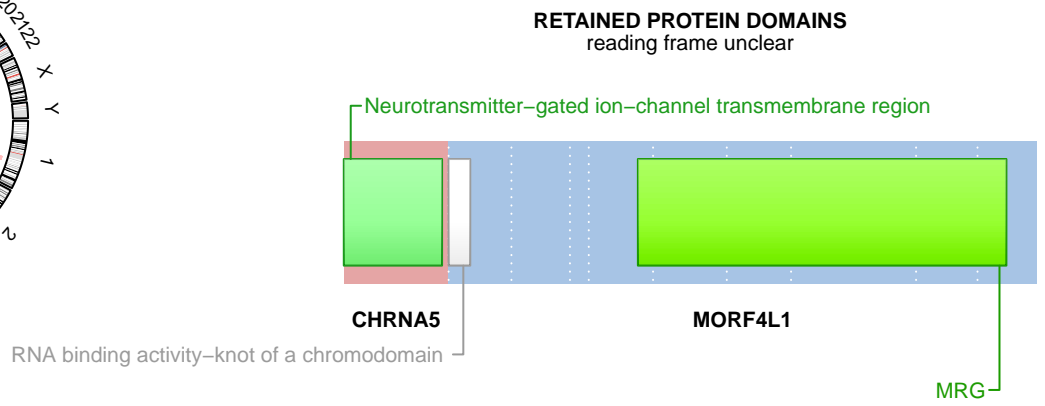 RETAINED PROTEIN DOMAINS
reading frame unclear
202122
X
Y
1
2
Neurotransmitter−gated ion−channel transmembrane region
CHRNA5
MORF4L1
RNA binding activity−knot of a chromodomain
MRG